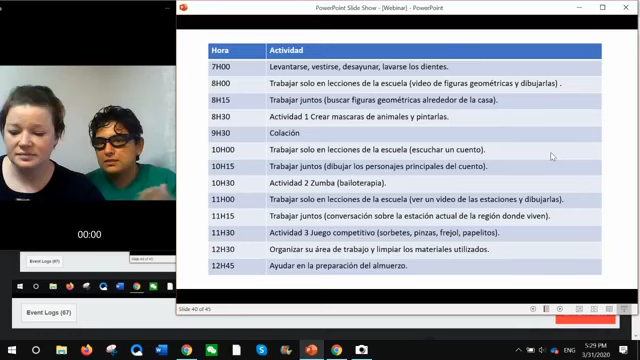 PowerPoint Slide Show - [Webinar] - PowerPoint
Hora Actividad
7H00 Levantarse, vestirse, desayunar, lavarse los dientes.
8H00 Trabajar solo en lecciones de la escuela (video de figuras geométricas y dibujarlas) .
8H15 Trabajar juntos (buscar figuras geométricas alrededor de la casa).
8H30 Actividad 1 Crear mascaras de animales y pintarlas.
9H30 Colación
10H00 Trabajar solo en lecciones de la escuela (escuchar un cuento).
10H15 Trabajar juntos (dibujar los personajes principales del cuento).
10H30 Actividad 2 Zumba (bailoterapia).
11H00 Trabajar solo en lecciones de la escuela (ver un video de las estaciones y dibujarlas).
11H15 Trabajar juntos (conversación sobre la estación actual de la región donde viven).
11H30 Actividad 3 Juego competitivo (sorbetes, pinzas, frejol, papelitos).
12H30 Organizar su área de trabajo y limpiar los materiales utilizados.
12H45 Ayudar en la preparación del almuerzo.
00:00
Event Logs (67)
Slide 40 of 45
Event Logs (67)
ENG
5:29 PM
3/31/2020